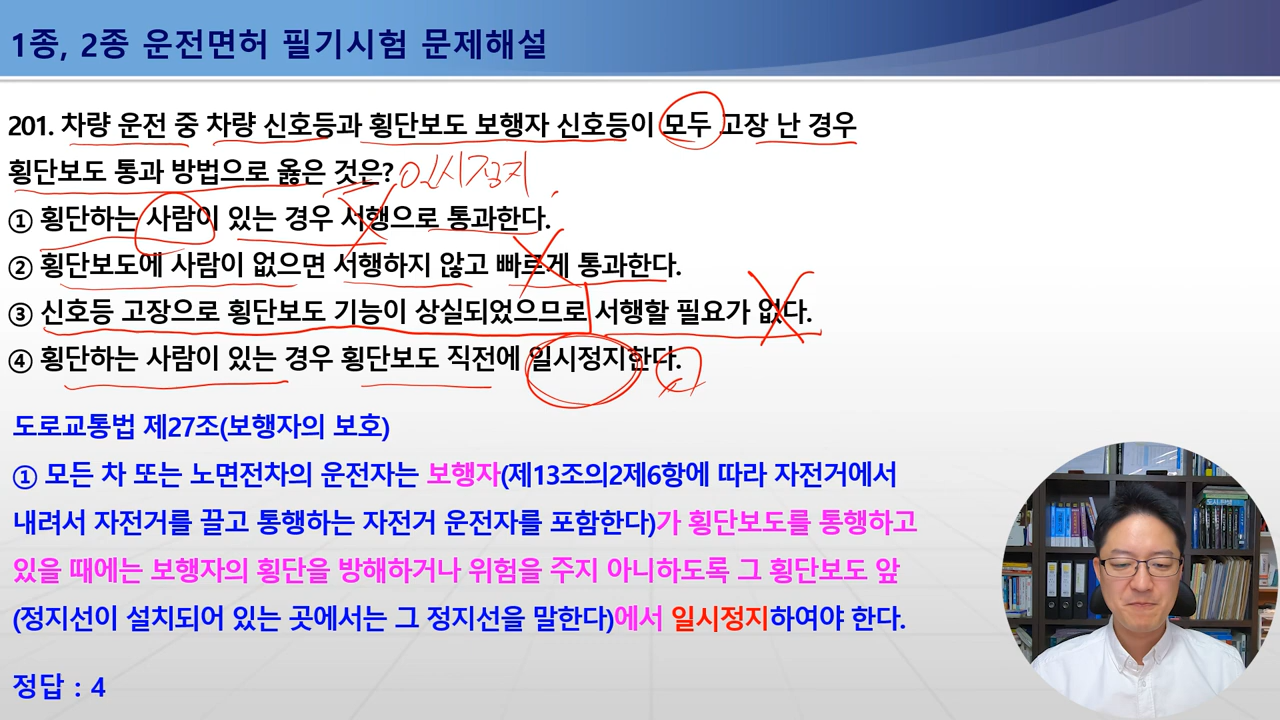 1종, 2종 운전면허 필기시험 문제해설
201. 차량 운전 중 차량 신호등과 횡단보도 보행자 신호등이 모두 고장 난 경우
횡단보도 통과 방법으로 옳은 것은? 일시정지
① 횡단하는 사람이 있는 경우 서행으로 통과한다.
② 횡단보도에 사람이 없으면 서행하지 않고 빠르게 통과한다.
③ 신호등 고장으로 횡단보도 기능이 상실되었으므로 서행할 필요가 없다.
④ 횡단하는 사람이 있는 경우 횡단보도 직전에 일시정지한다.
도로교통법 제27조(보행자의 보호)
① 모든 차 또는 노면전차의 운전자는 보행자(제13조의2제6항에 따라 자전거에서
내려서 자전거를 끌고 통행하는 자전거 운전자를 포함한다)가 횡단보도를 통행하고
있을 때에는 보행자의 횡단을 방해하거나 위험을 주지 아니하도록 그 횡단보도 앞
(정지선이 설치되어 있는 곳에서는 그 정지선을 말한다)에서 일시정지하여야 한다.
정답 : 4